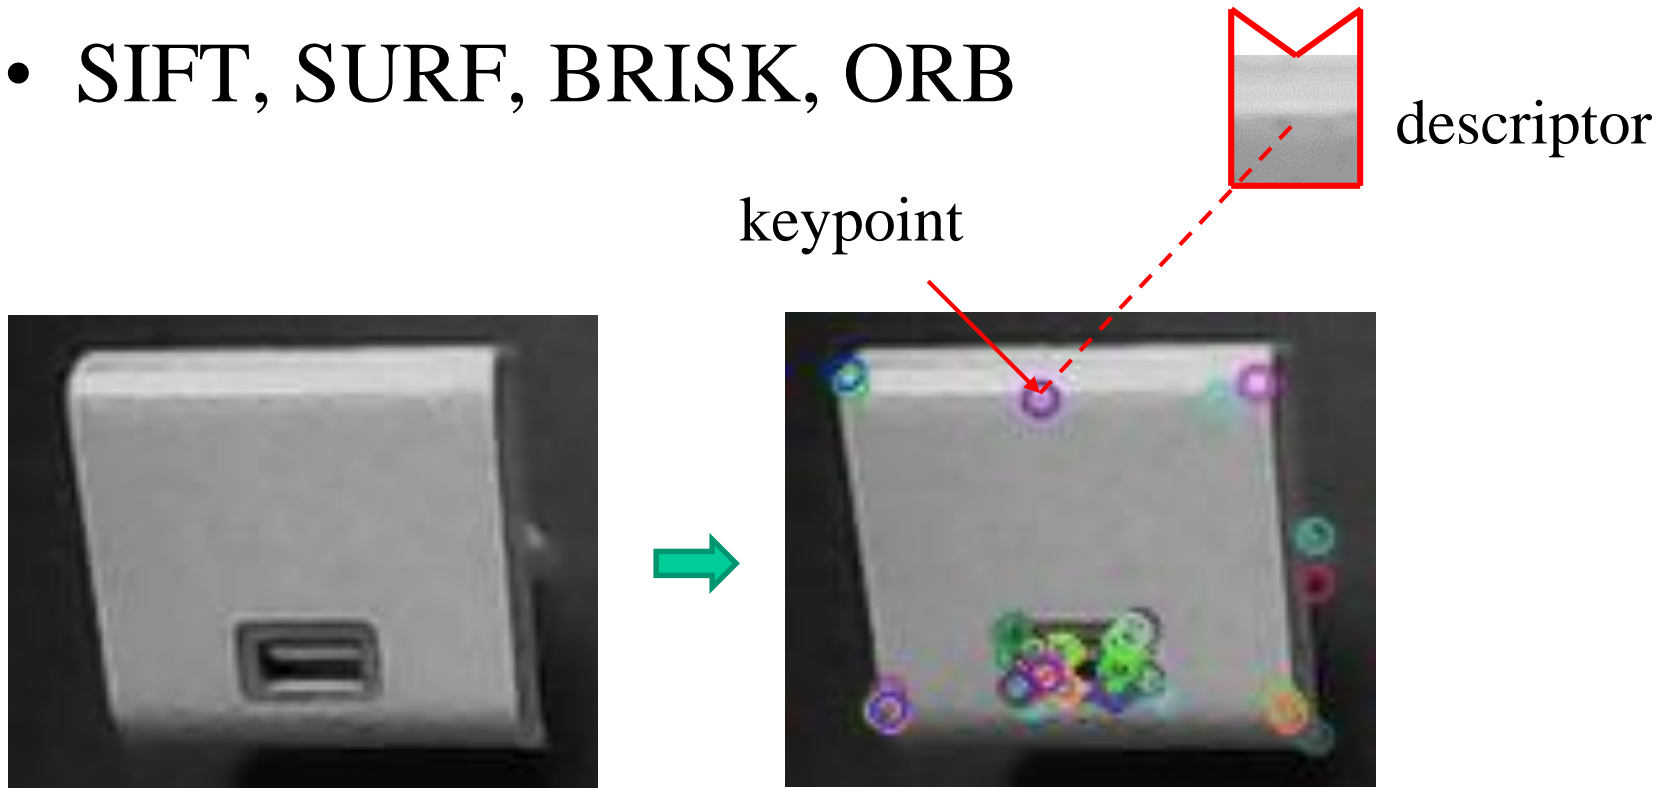 • SIFT, SURF, BRISK, ORB
descriptor
keypoint